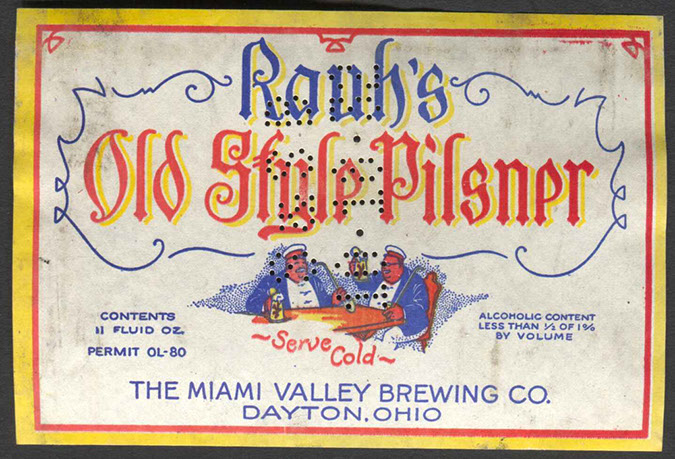 Rauh's
Old Style Pilsner
CONTENTS
11 FLUID OZ.
PERMIT OL-80
ALCOHOLIC CONTENT
LESS THAN ½ OF 1%
BY VOLUME
~Serve Cold~
THE MIAMI VALLEY BREWING CO.
DAYTON, OHIO